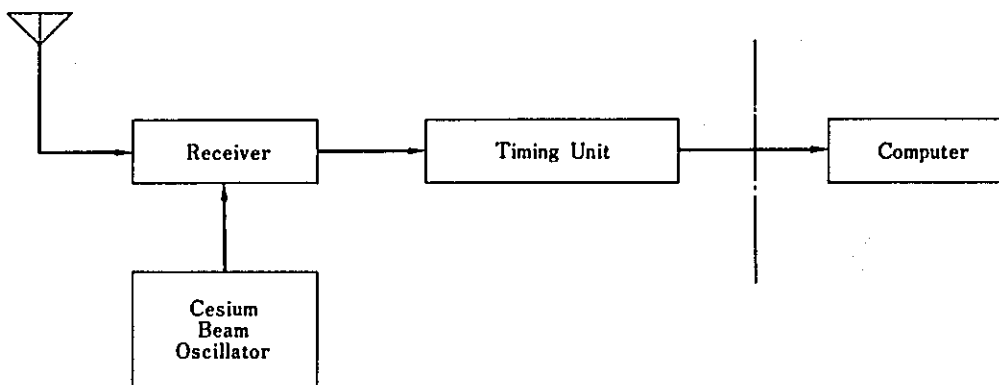 Receiver
Timing Unit
Computer
Cesium
Beam
Oscillator